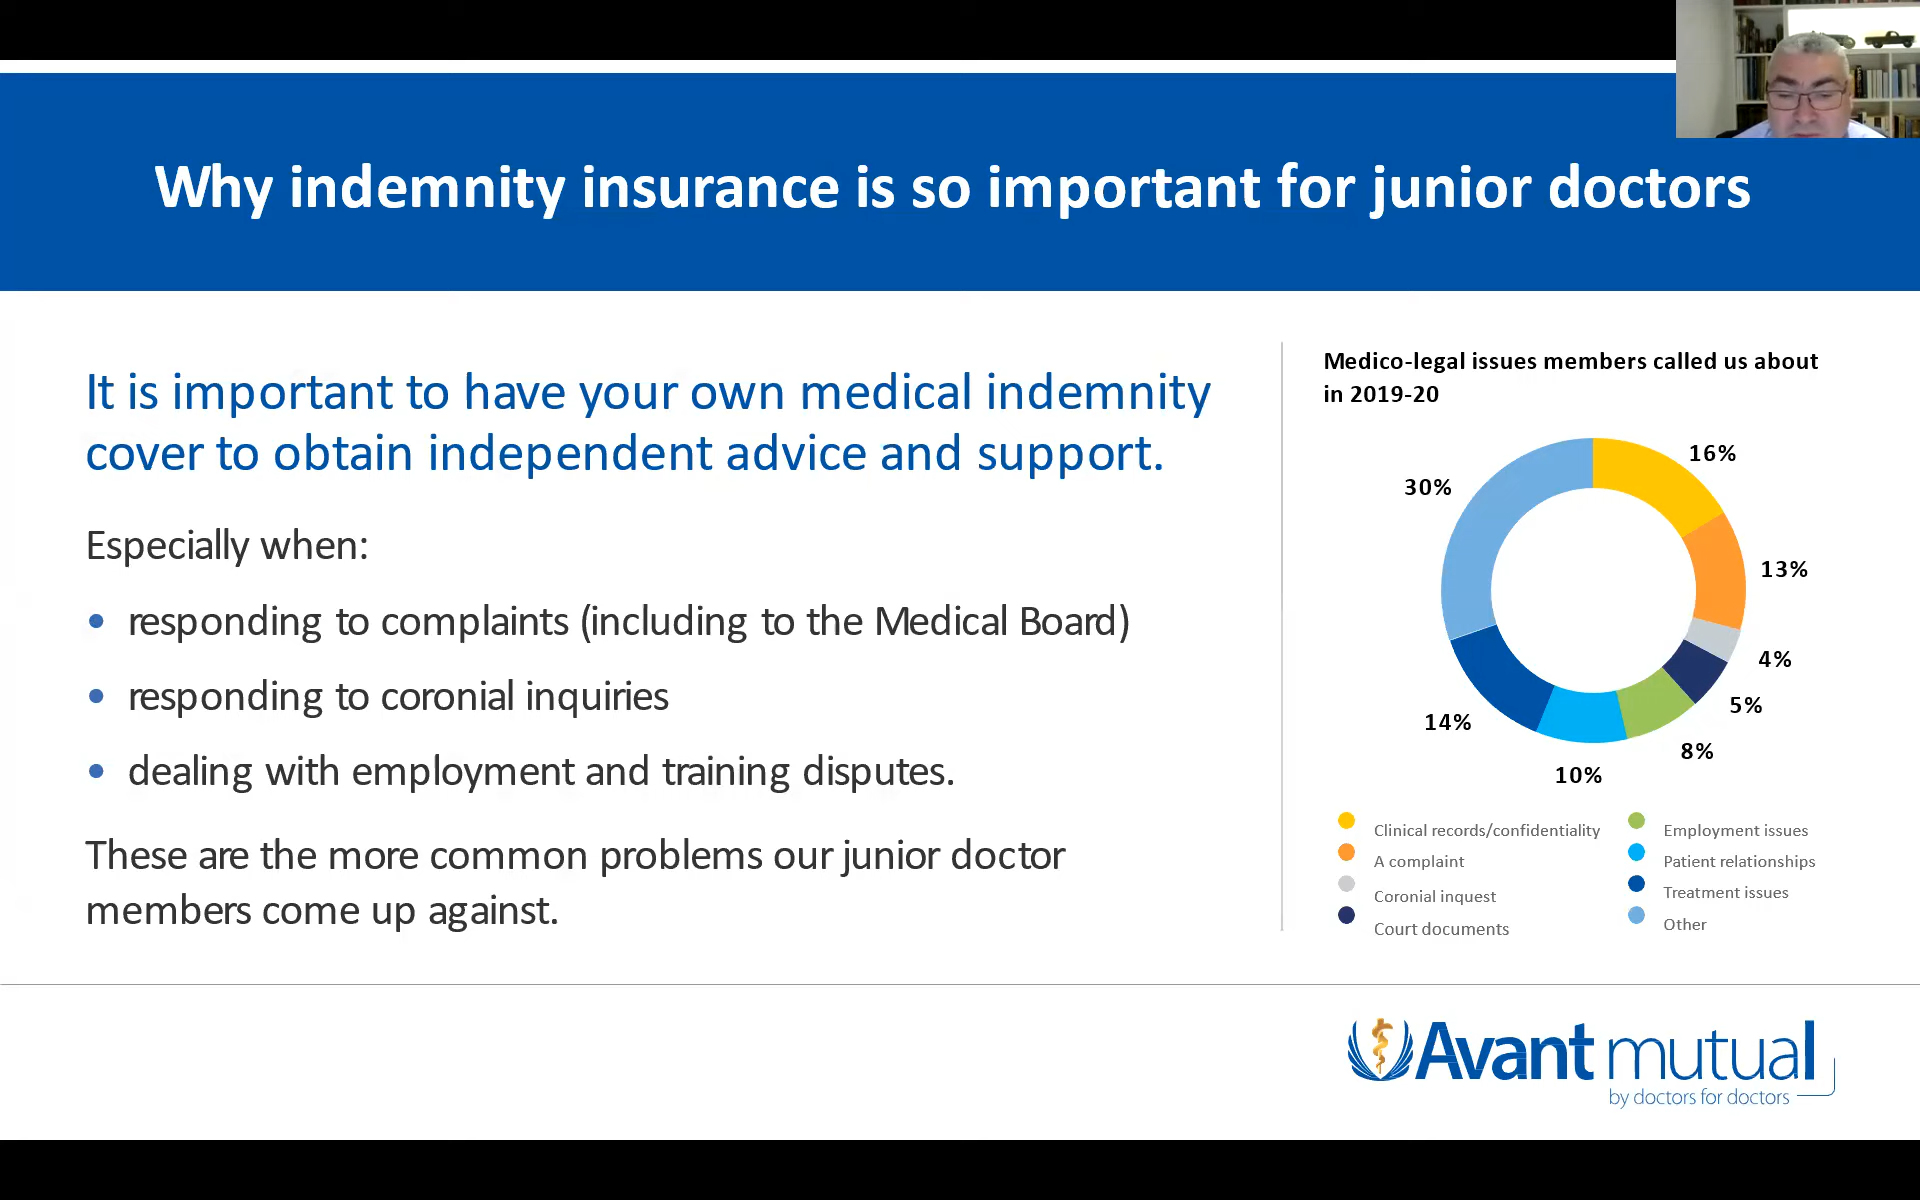 Why indemnity insurance is so important for junior doctors
It is important to have your own medical indemnity
cover to obtain independent advice and support.
Especially when:
• responding to complaints (including to the Medical Board)
• responding to coronial inquiries
• dealing with employment and training disputes.
These are the more common problems our junior doctor
members come up against.
Medico-legal issues members called us about
in 2019-20
16%
13%
4%
5%
8%
10%
14%
30%
Clinical records/confidentiality
A complaint
Coronial inquest
Court documents
Employment issues
Patient relationships
Treatment issues
Other
Avant mutual
by doctors for doctors